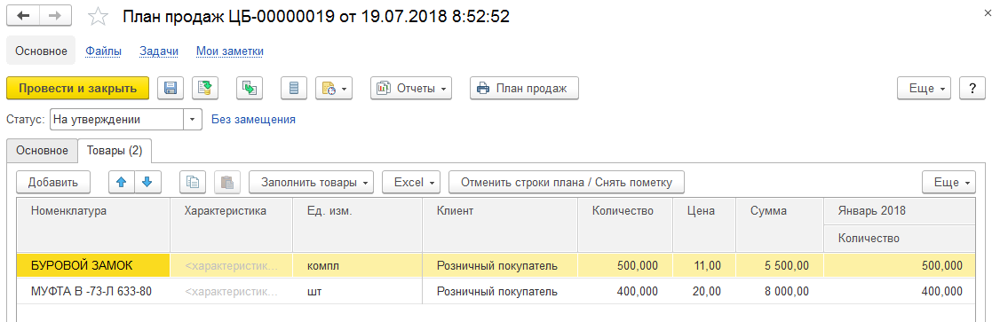 План продаж ЦБ-00000019 от 19.07.2018 8:52:52
Основное Файлы Задачи Мои заметки
Провести и закрыть Отчеты План продаж Еще ?
Статус: На утверждении Без замещения
Основное Товары (2)
Добавить Заполнить товары Excel Отменить строки плана / Снять пометку Еще
Номенклатура Характеристика Ед. изм. Клиент Количество Цена Сумма Январь 2018
Количество
БУРОВОЙ ЗАМОК <характеристик... компл Розничный покупатель 500,000 11,00 5 500,00 500,000
МУФТА В -73-Л 633-80 <характеристик... шт Розничный покупатель 400,000 20,00 8 000,00 400,000